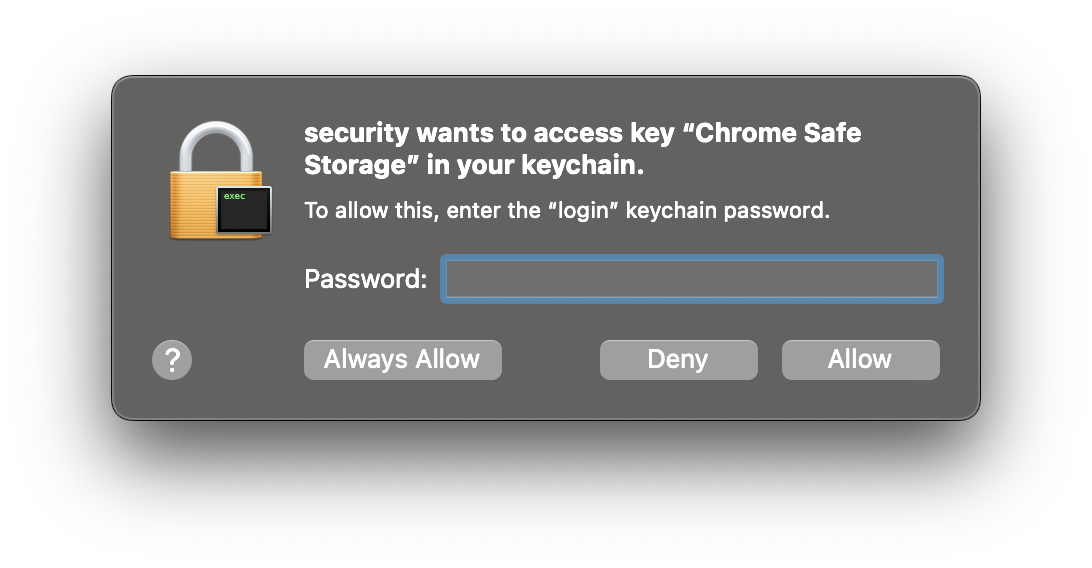 security wants to access key “Chrome Safe
Storage” in your keychain.
exec
To allow this, enter the “login” keychain password.
Password:
?
Always Allow
Deny
Allow